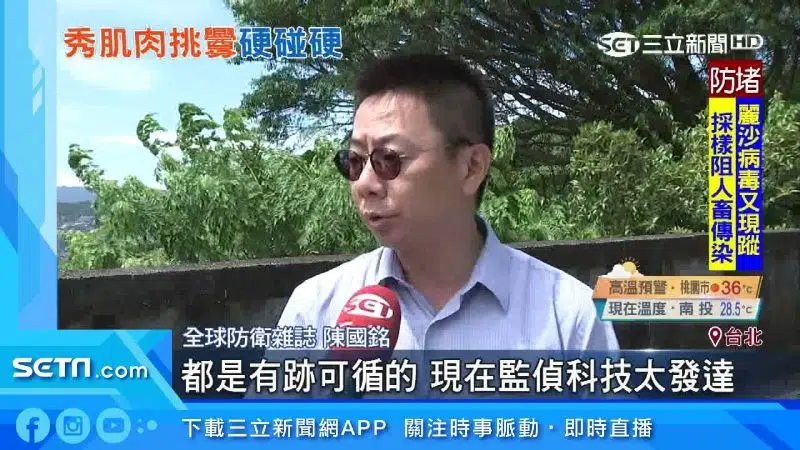 秀肌肉挑釁硬碰硬
SET三立新聞HD
防堵
麗沙病毒又現蹤
採樣阻人畜傳染
高溫預警·桃園市 36°C
現在溫度·南投 28.5°C
台北
SET
全球防衛雜誌 陳國銘
都是有跡可循的 現在監偵科技太發達
SETN.com
下載三立新聞網APP 關注時事脈動·即時直播